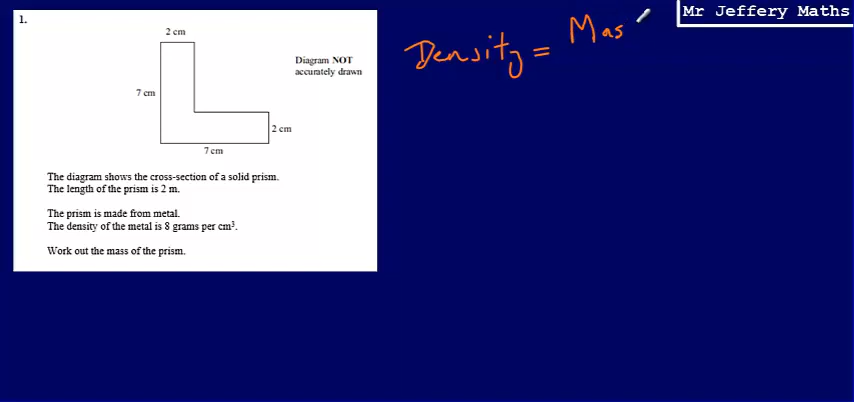 Mr Jeffery Maths
1.
2 cm
Diagram NOT
accurately drawn
7 cm
2 cm
7 cm
The diagram shows the cross-section of a solid prism.
The length of the prism is 2 m.
The prism is made from metal.
The density of the metal is 8 grams per cm³.
Work out the mass of the prism.
Density = Mas